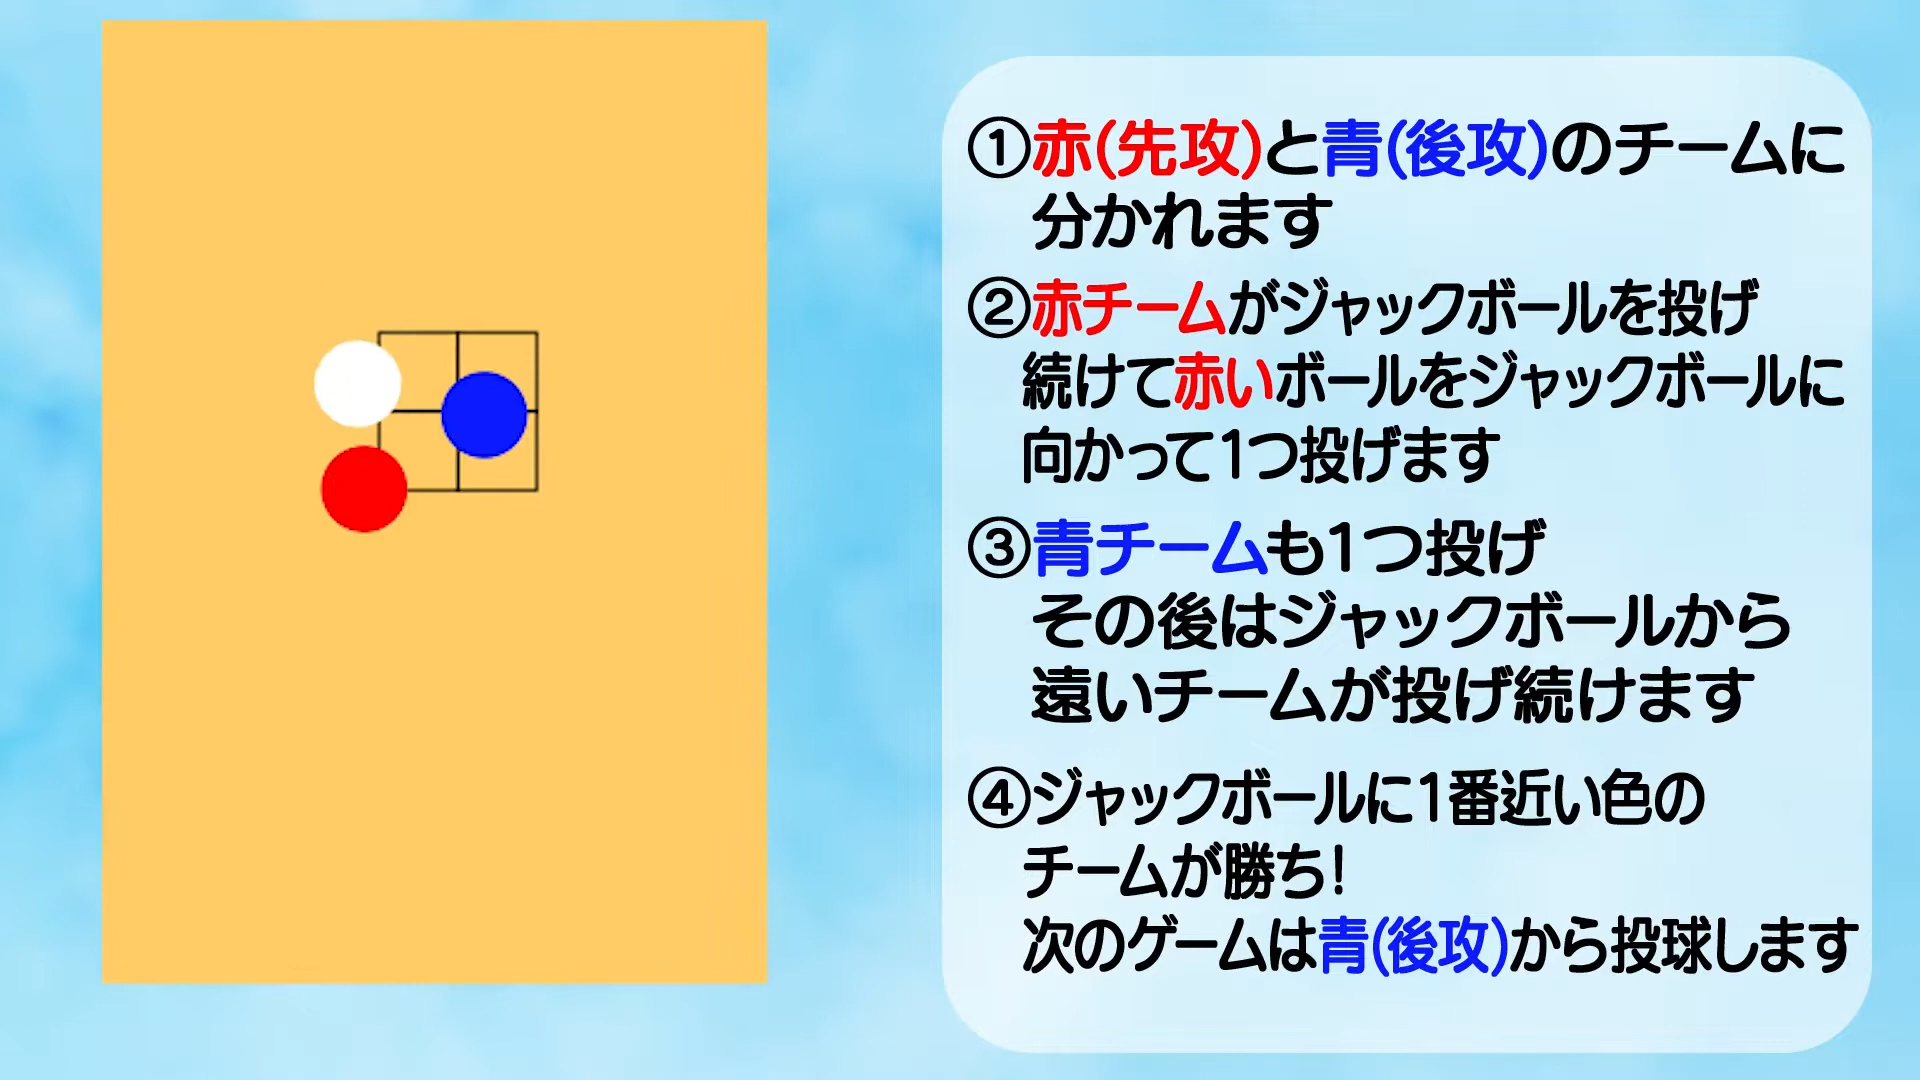 ①赤(先攻)と青(後攻)のチームに
分かれます
②赤チームがジャックボールを投げ
続けて赤いボールをジャックボールに
向かって1つ投げます
③青チームも1つ投げ
その後はジャックボールから
遠いチームが投げ続けます
④ジャックボールに1番近い色の
チームが勝ち!
次のゲームは青(後攻)から投球します